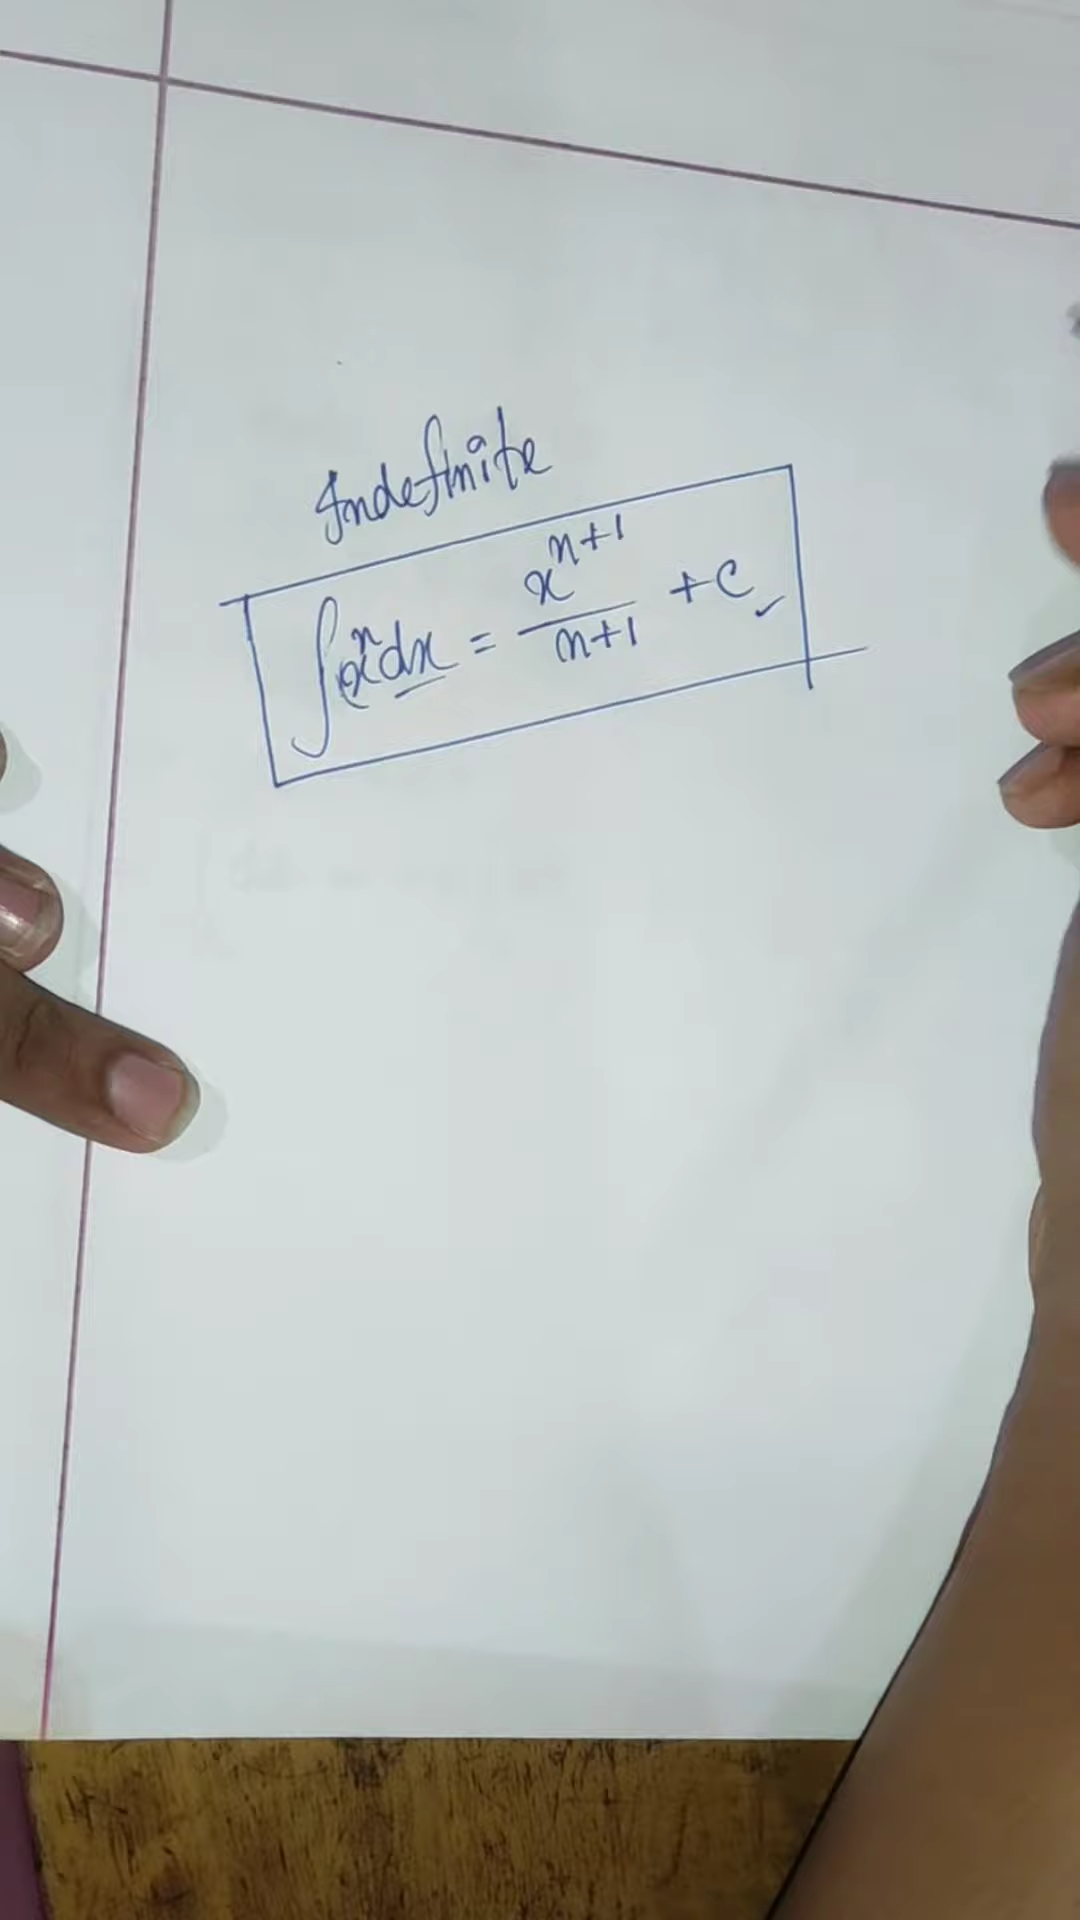 Indefinite
∫xⁿdx = xⁿ⁺¹/n+1 + c